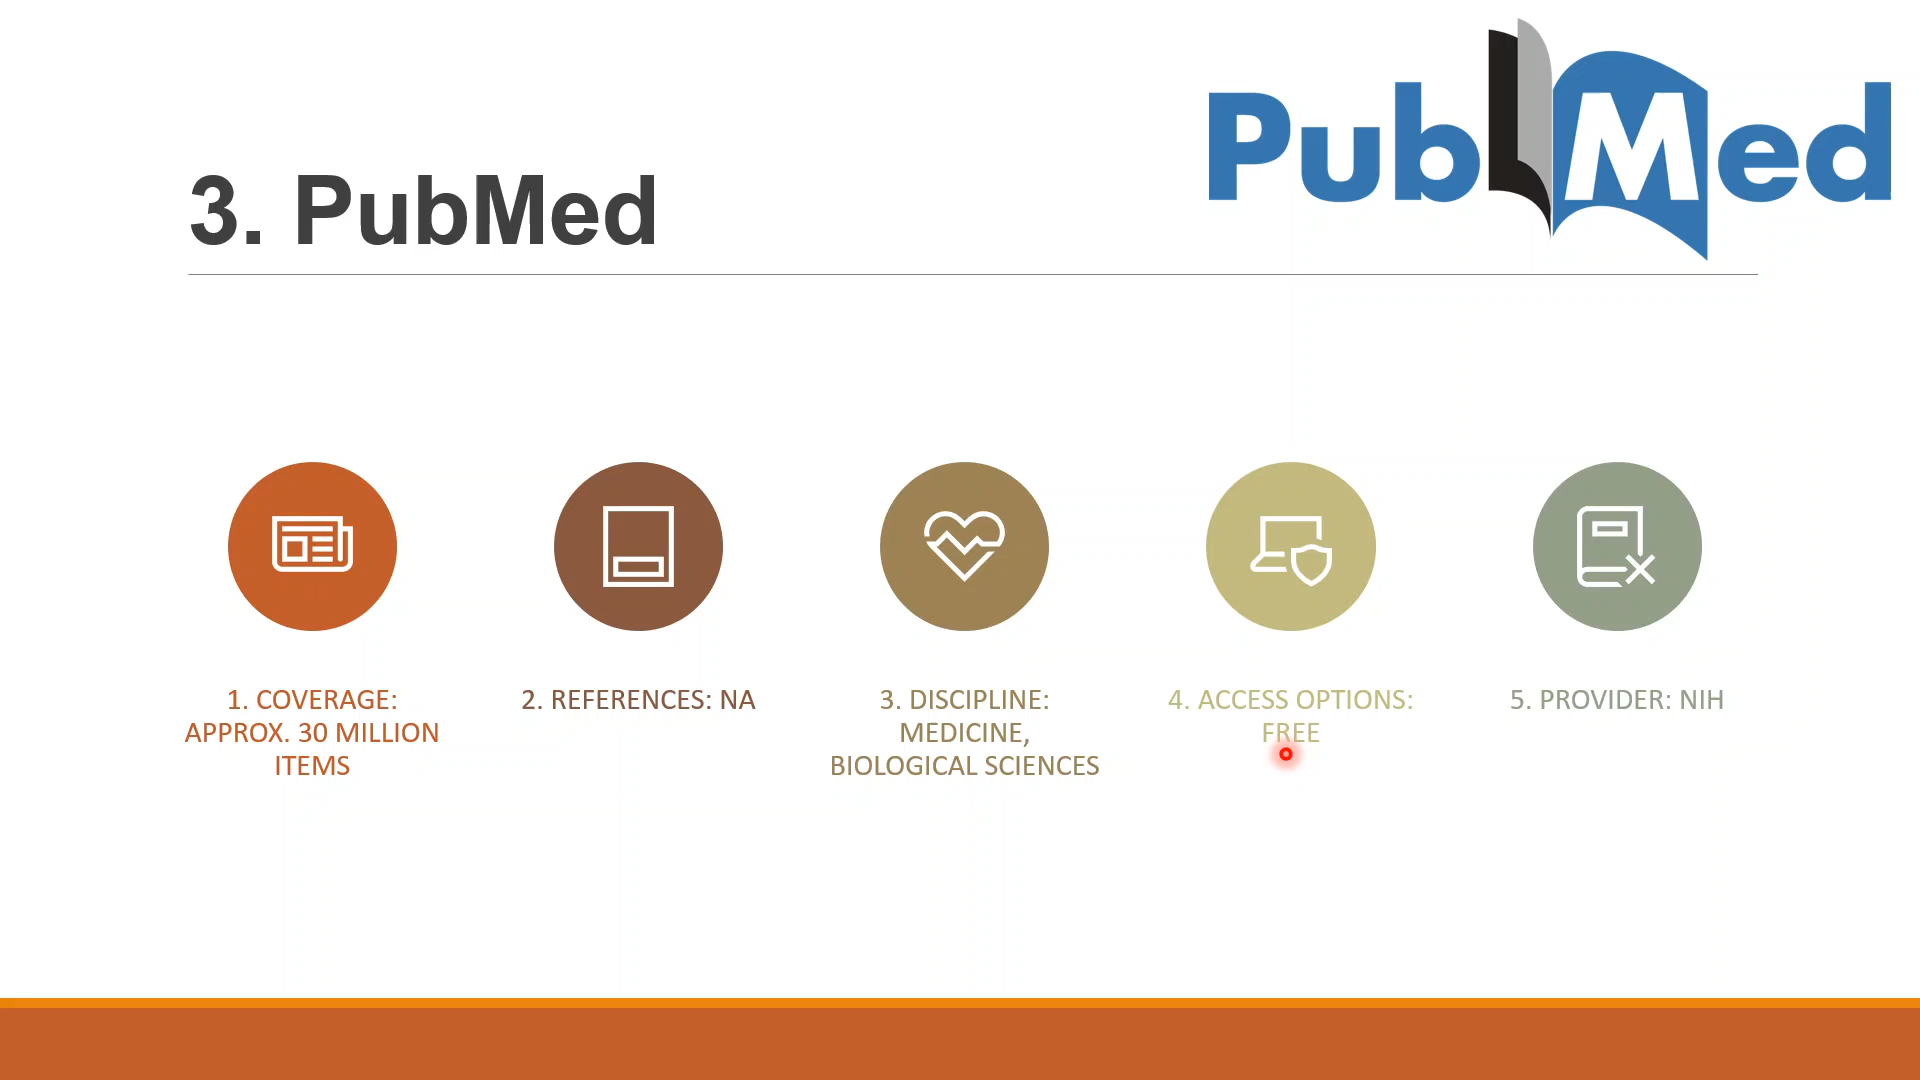 PubMed
3. PubMed
1. COVERAGE:
APPROX. 30 MILLION
ITEMS
2. REFERENCES: NA
3. DISCIPLINE:
MEDICINE,
BIOLOGICAL SCIENCES
4. ACCESS OPTIONS:
FREE
5. PROVIDER: NIH